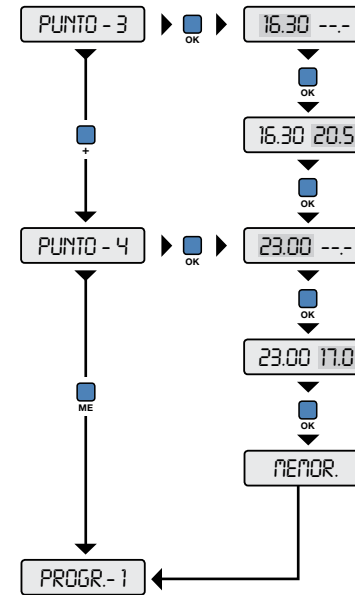 PUNTO - 3
OK
16.30 --.-
OK
+
16.30 20.5
OK
PUNTO - 4
OK
23.00 --.-
OK
23.00 17.0
ME
OK
MEMOR.
PROGR.- 1